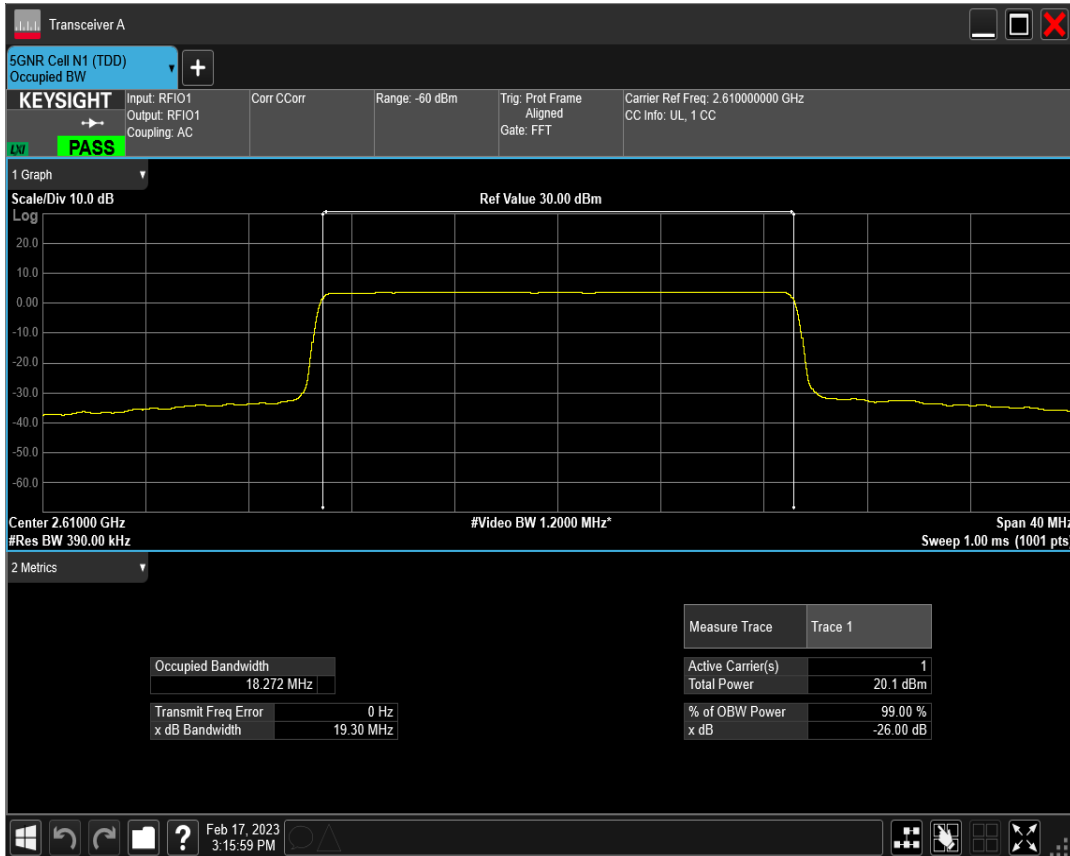 Transceiver A
5GNR Cell N1 (TDD)
Occupied BW
+
KEYSIGHT
LXI
PASS
Input: RFIO1
Output: RFIO1
Coupling: AC
Corr CCorr
Range: -60 dBm
Trig: Prot Frame
Aligned
Gate: FFT
Carrier Ref Freq: 2.610000000 GHz
CC Info: UL, 1 CC
1 Graph
Scale/Div 10.0 dB
Ref Value 30.00 dBm
Log
20.0
10.0
0.00
-10.0
-20.0
-30.0
-40.0
-50.0
-60.0
Center 2.61000 GHz
#Video BW 1.2000 MHz*
Span 40 MHz
#Res BW 390.00 kHz
Sweep 1.00 ms (1001 pts)
2 Metrics
Measure Trace Trace 1
Occupied Bandwidth
18.272 MHz
Active Carrier(s) 1
Total Power 20.1 dBm
Transmit Freq Error 0 Hz
x dB Bandwidth 19.30 MHz
% of OBW Power 99.00 %
x dB -26.00 dB
?
Feb 17, 2023
3:15:59 PM